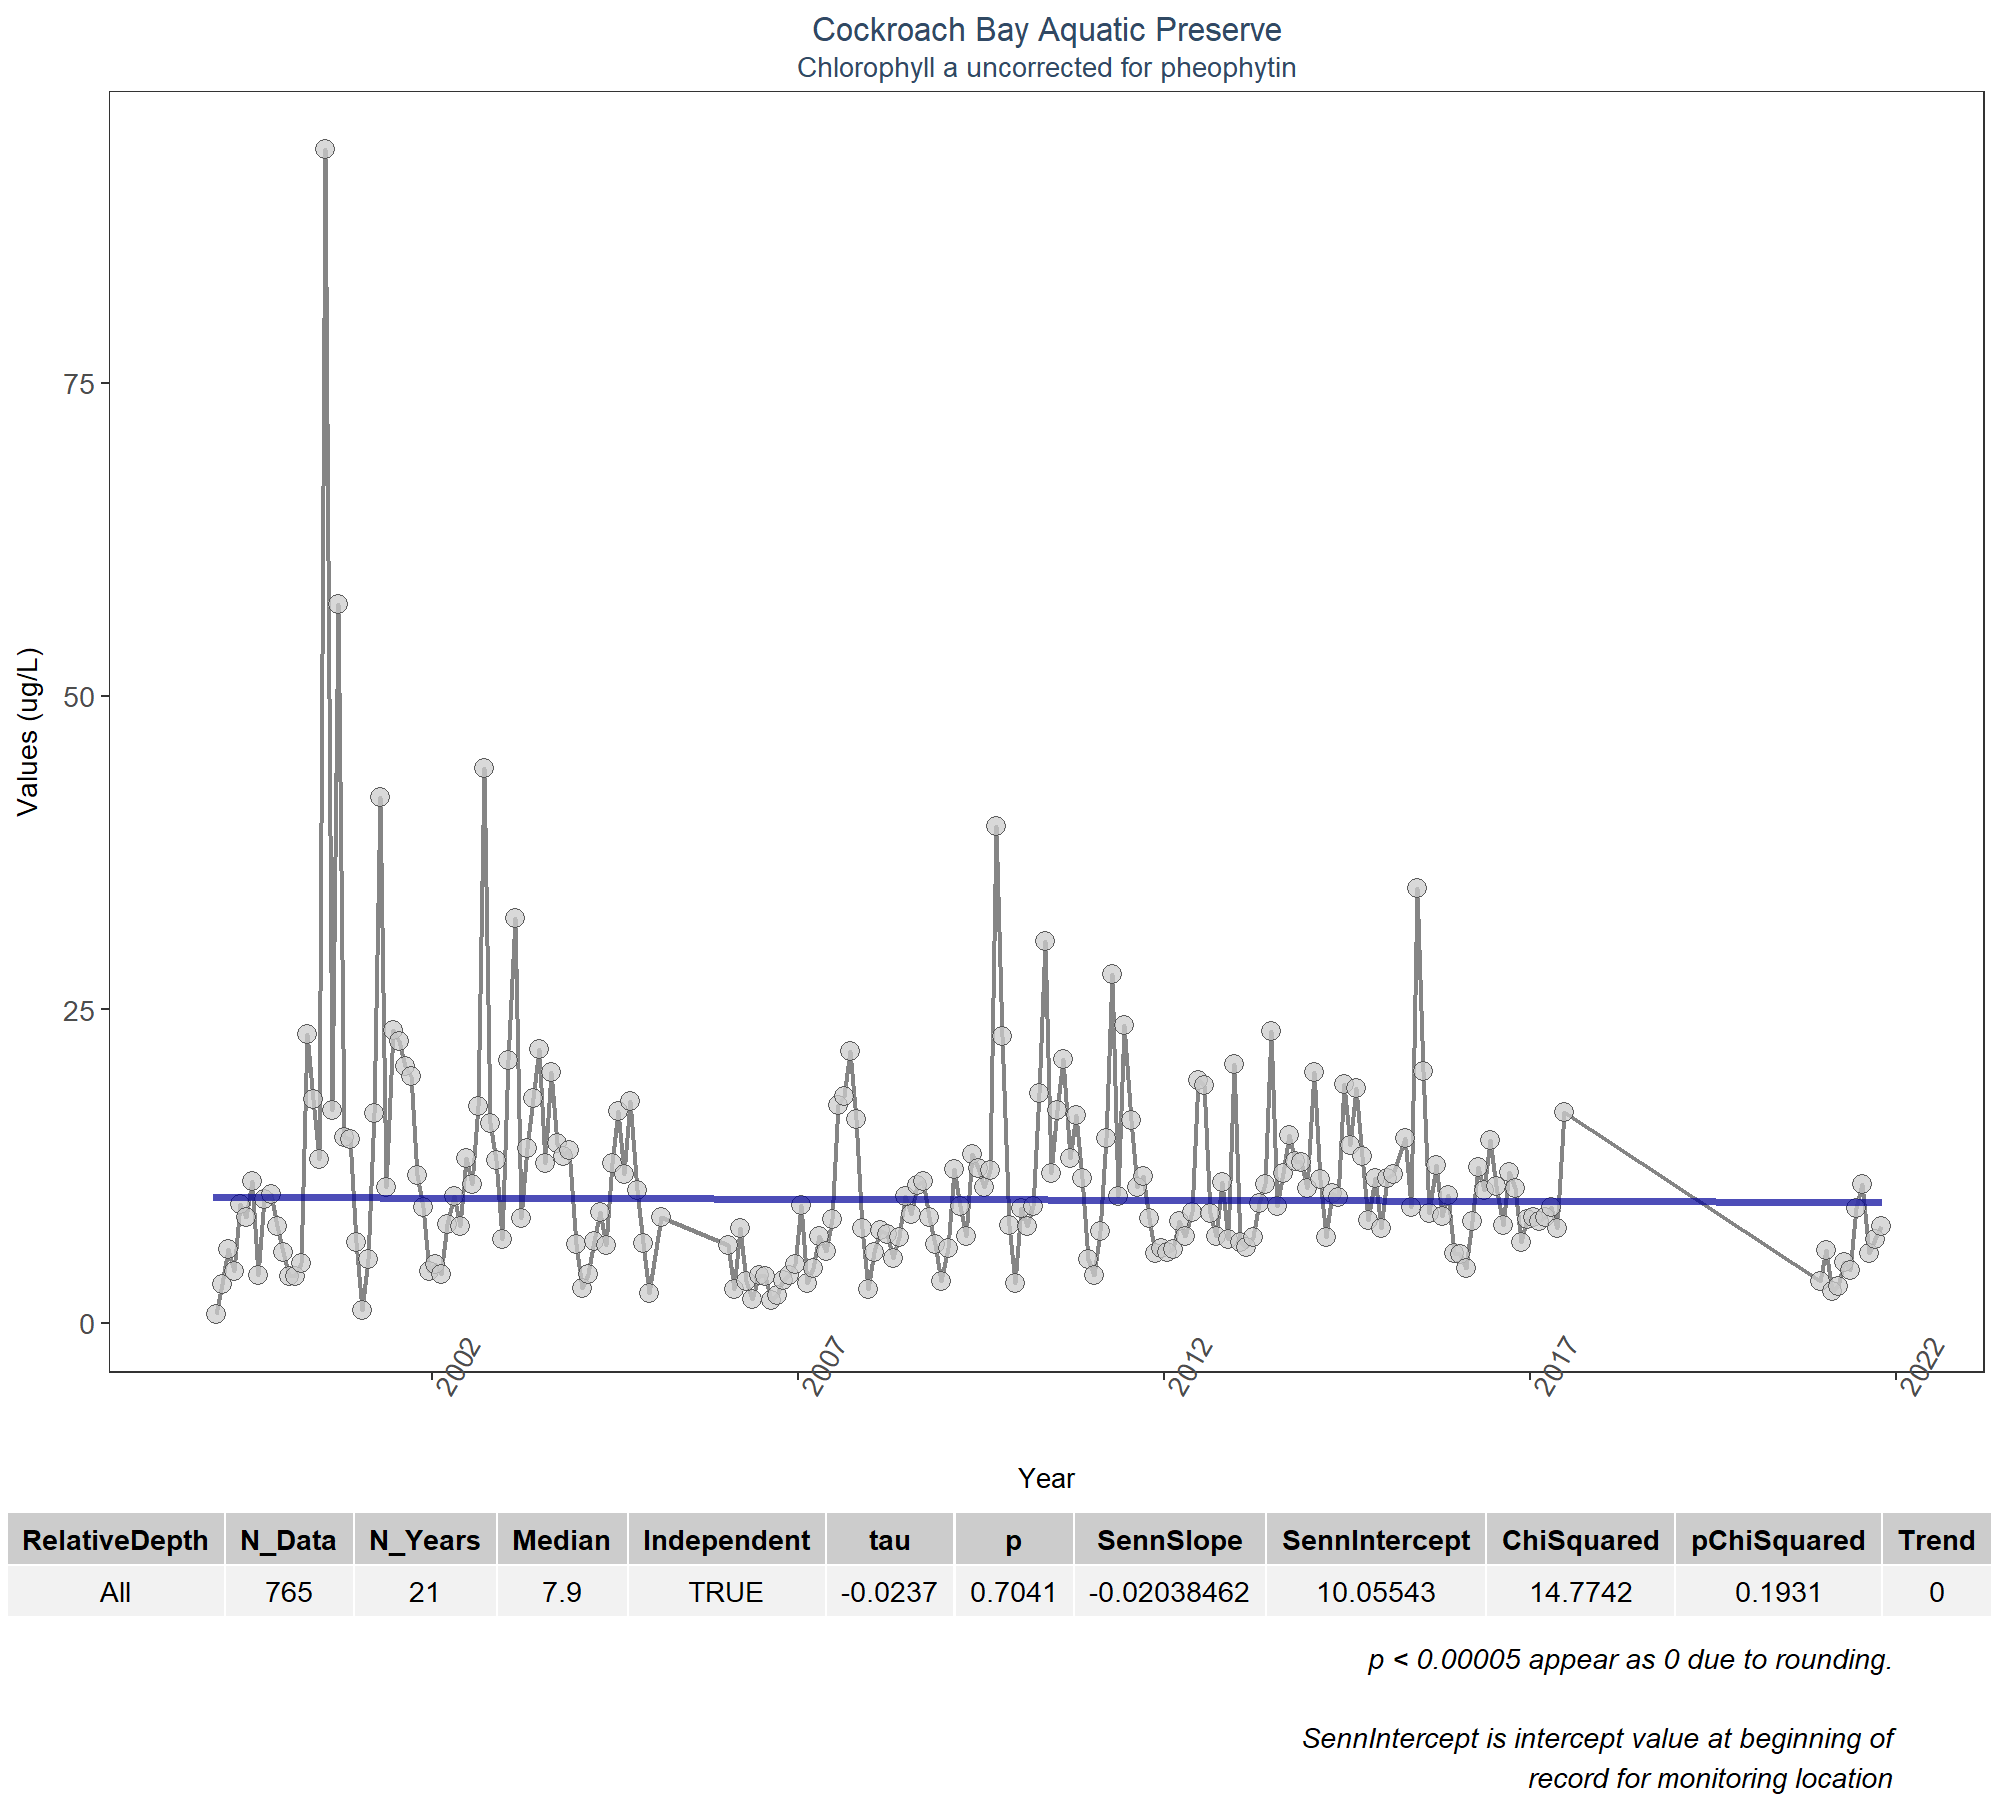 Cockroach Bay Aquatic Preserve
Chlorophyll a uncorrected for pheophytin
Values (ug/L)
75
50
25
0
2002
2007
2012
2017
2022
Year
RelativeDepth N_Data N_Years Median Independent tau p SennSlope SennIntercept ChiSquared pChiSquared Trend
All 765 21 7.9 TRUE -0.0237 0.7041 -0.02038462 10.05543 14.7742 0.1931 0
p < 0.00005 appear as 0 due to rounding.
SennIntercept is intercept value at beginning of
record for monitoring location